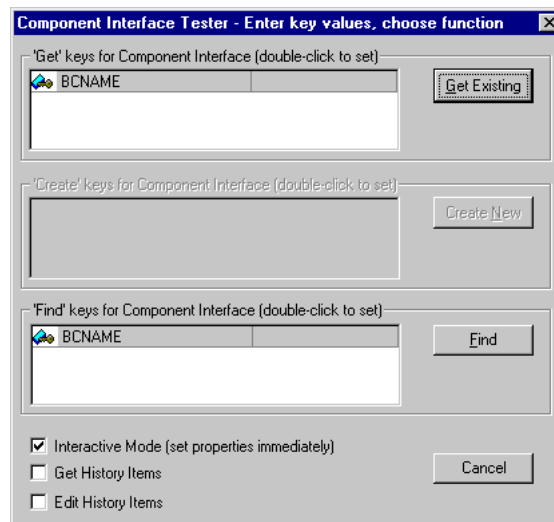 Component Interface Tester - Enter key values, choose function
'Get' keys for Component Interface (double-click to set)
BCNAME
Get Existing
'Create' keys for Component Interface (double-click to set)
Create New
'Find' keys for Component Interface (double-click to set)
BCNAME
Find
Interactive Mode (set properties immediately)
Get History Items
Cancel
Edit History Items